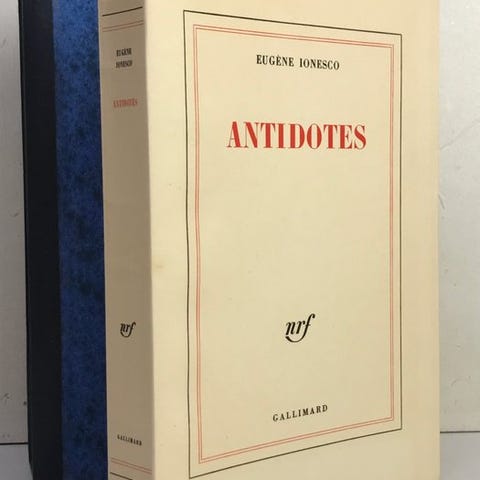 EUGÈNE
IONESCO
ANTIDOTES
nrf
GALLIMARD
EUGÈNE IONESCO
ANTIDOTES
nrf
GALLIMARD